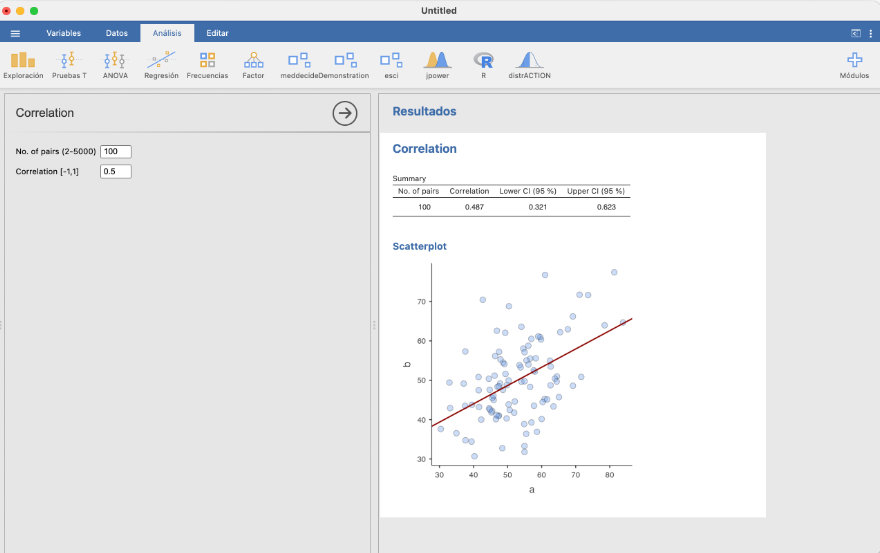 Untitled
Variables Datos Análisis Editar
Exploración Pruebas T ANOVA Regresión Frecuencias Factor meddecideDemonstration esci jpower R distrACTION Módulos
Correlation
No. of pairs (2-5000) 100
Correlation [-1,1] 0.5
Resultados
Correlation
Summary
No. of pairs Correlation Lower CI (95 %) Upper CI (95 %)
100 0.487 0.321 0.623
Scatterplot
70
60
50
40
30
b
30 40 50 60 70 80
a